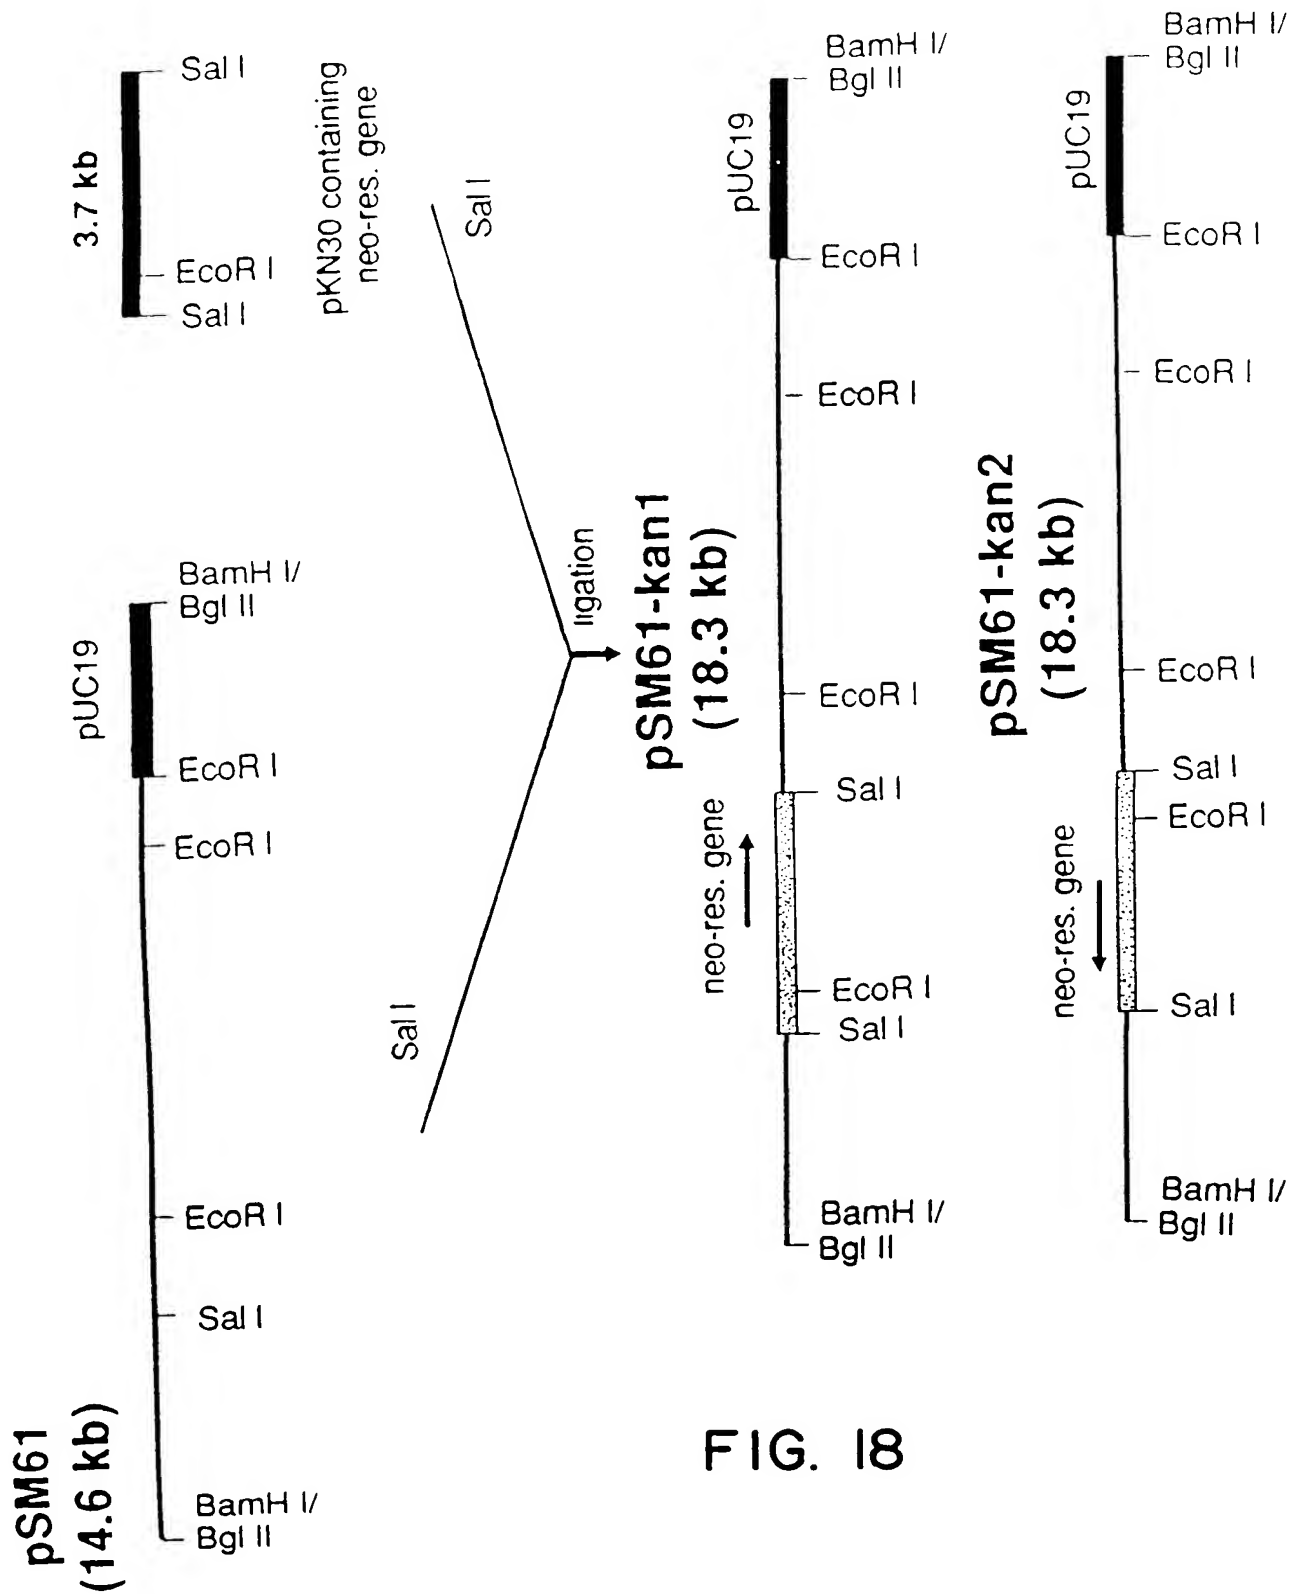 pSM61
(14.6 kb)
BamH I/
Bgl II
Sal I
EcoR I
EcoR I
EcoR I
pUC19
BamH I/
Bgl II
3.7 kb
Sal I
EcoR I
Sal I
pKN30 containing
neo-res. gene
Sal I
Sal I
ligation
pSM61-kan1
(18.3 kb)
BamH I/
Bgl II
Sal I
EcoR I
neo-res. gene
Sal I
EcoR I
EcoR I
EcoR I
pUC19
BamH I/
Bgl II
pSM61-kan2
(18.3 kb)
BamH I/
Bgl II
Sal I
neo-res. gene
EcoR I
Sal I
EcoR I
EcoR I
EcoR I
pUC19
BamH I/
Bgl II
FIG. 18